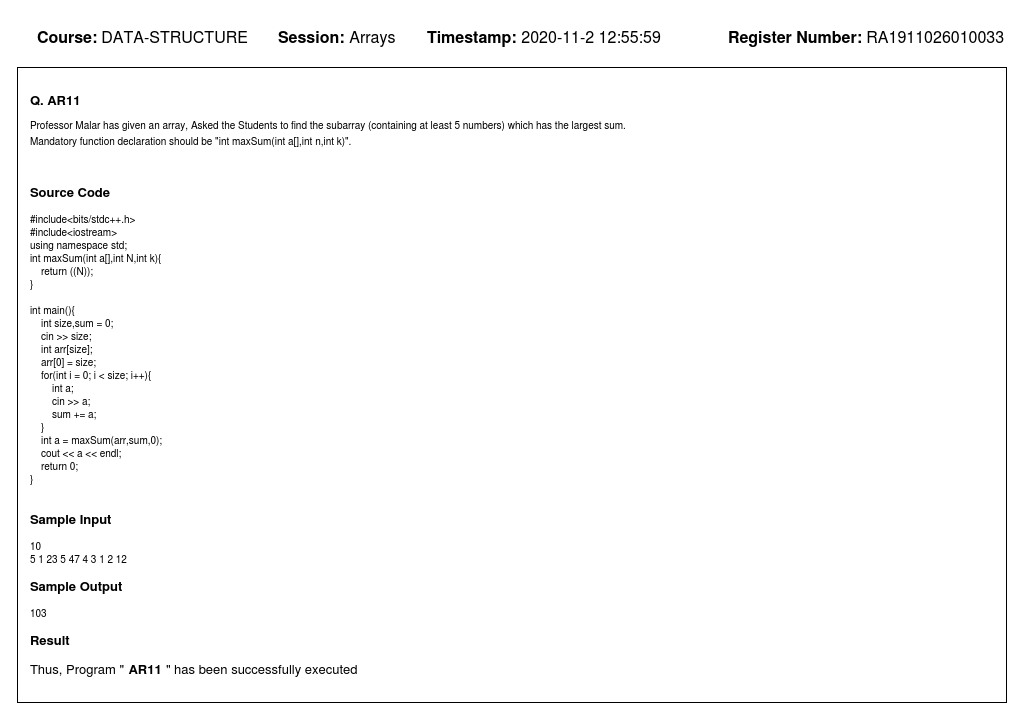 Course: DATA-STRUCTURE Session: Arrays Timestamp: 2020-11-2 12:55:59 Register Number: RA1911026010033
Q. AR11
Professor Malar has given an array, Asked the Students to find the subarray (containing at least 5 numbers) which has the largest sum.
Mandatory function declaration should be "int maxSum(int a[],int n,int k)".
Source Code
#include<bits/stdc++.h>
#include<iostream>
using namespace std;
int maxSum(int a[],int N,int k){
    return ((N));
}
int main(){
    int size,sum = 0;
    cin >> size;
    int arr[size];
    arr[0] = size;
    for(int i = 0; i < size; i++){
        int a;
        cin >> a;
        sum += a;
    }
    int a = maxSum(arr,sum,0);
    cout << a << endl;
    return 0;
}
Sample Input
10
5 1 23 5 47 4 3 1 2 12
Sample Output
103
Result
Thus, Program " AR11 " has been successfully executed